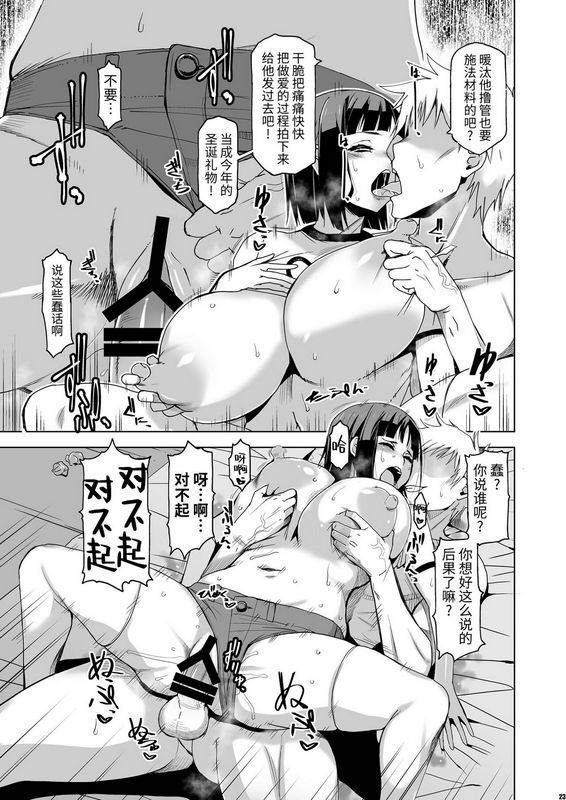 暖汰他撸管也要
施法材料的吧？
干脆把痛痛快快
把做爱的过程拍下来
给他发过去吧！
当成今年的
圣诞礼物！
不要…
说这些蠢话啊
蠢？
你说谁呢？
你想好这么说的
后果了嘛？
哈
呀啊
呀…啊…
对不起
对不起
对不起
23